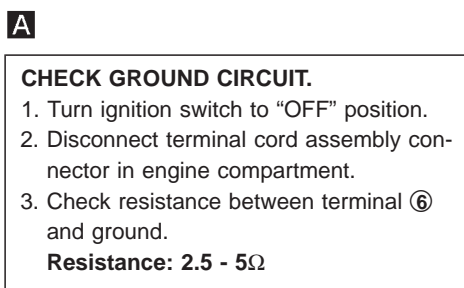 A
CHECK GROUND CIRCUIT.
1. Turn ignition switch to “OFF” position.
2. Disconnect terminal cord assembly con-
nector in engine compartment.
3. Check resistance between terminal ⑥
and ground.
Resistance: 2.5 - 5Ω